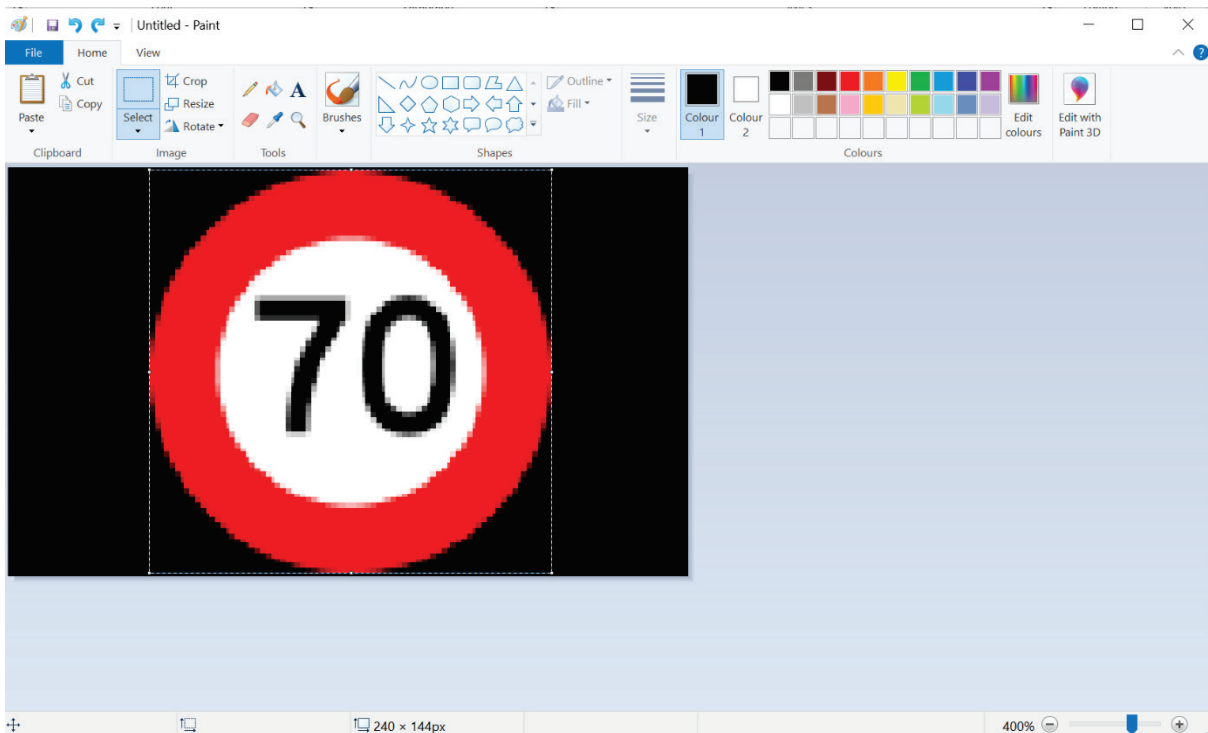 Untitled - Paint
File Home View
Cut Crop Outline
Copy Resize Fill
Paste Select Rotate A Brushes Size Colour 1 Colour 2 Edit colours Edit with Paint 3D
Clipboard Image Tools Shapes Colours
70
240 × 144px 400%